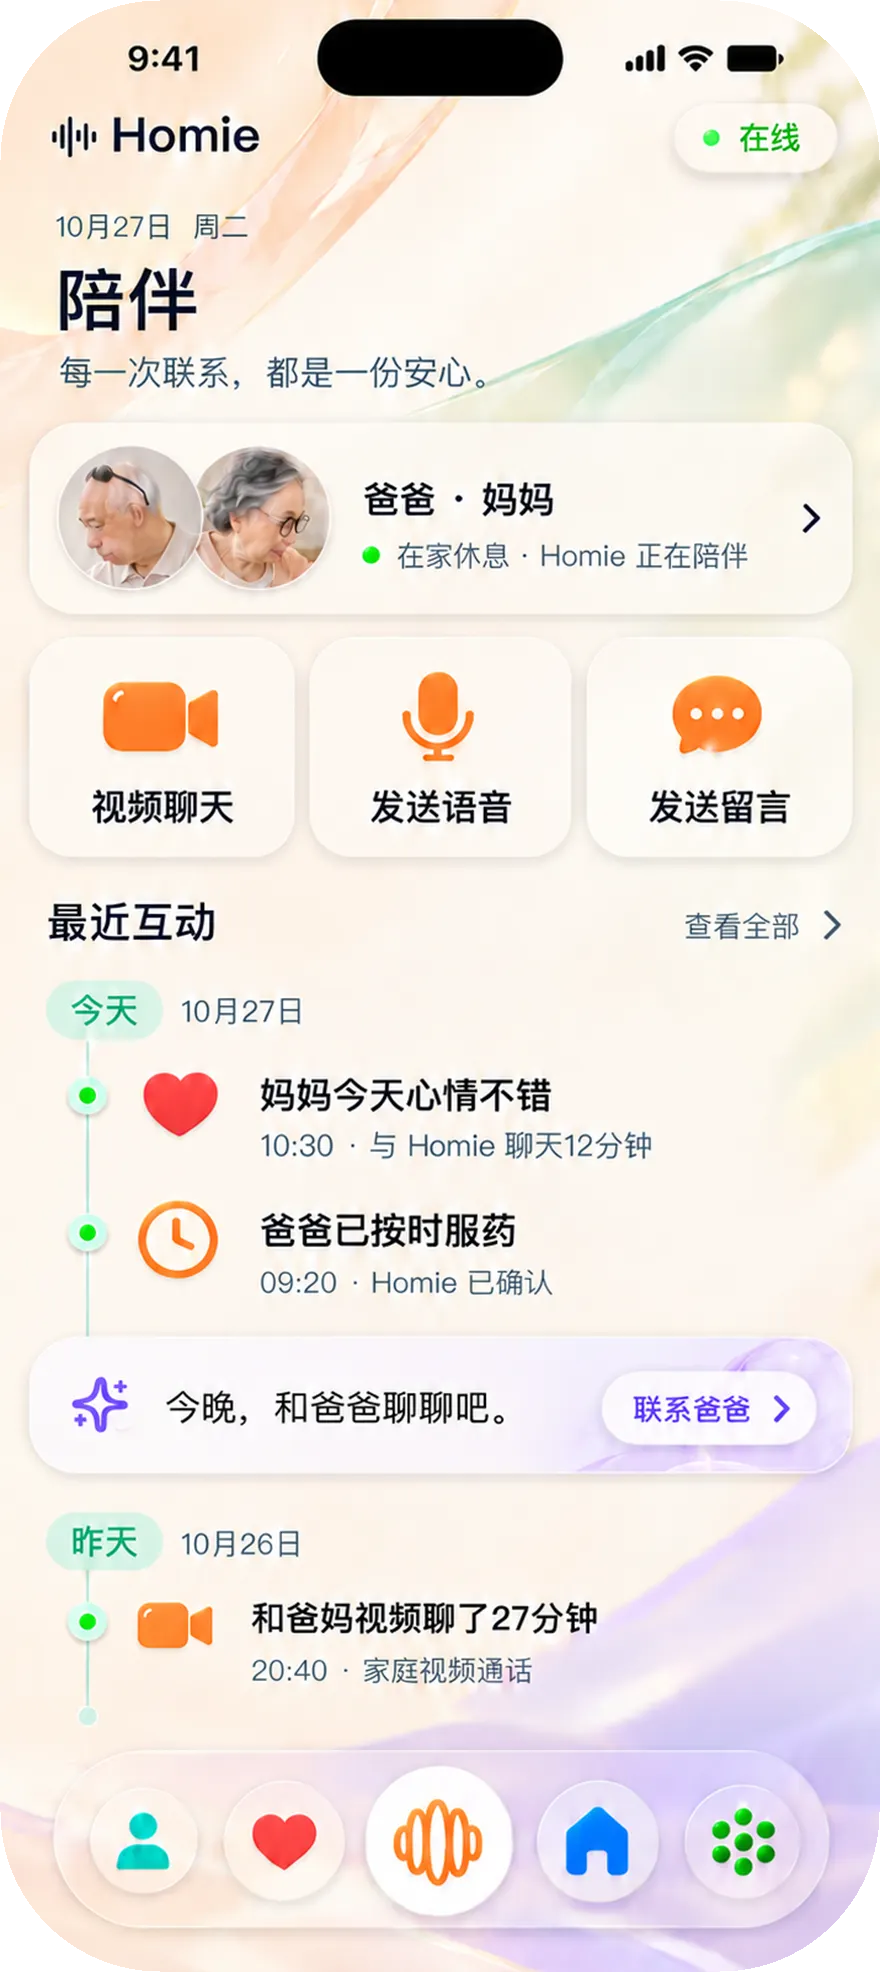 9:41
Homie
在线
10月27日 周二
陪伴
每一次联系，都是一份安心。
爸爸 · 妈妈
在家休息 · Homie 正在陪伴
视频聊天
发送语音
发送留言
最近互动
查看全部
今天 10月27日
妈妈今天心情不错
10:30 · 与 Homie 聊天12分钟
爸爸已按时服药
09:20 · Homie 已确认
今晚，和爸爸聊聊吧。
联系爸爸
昨天 10月26日
和爸妈视频聊了27分钟
20:40 · 家庭视频通话